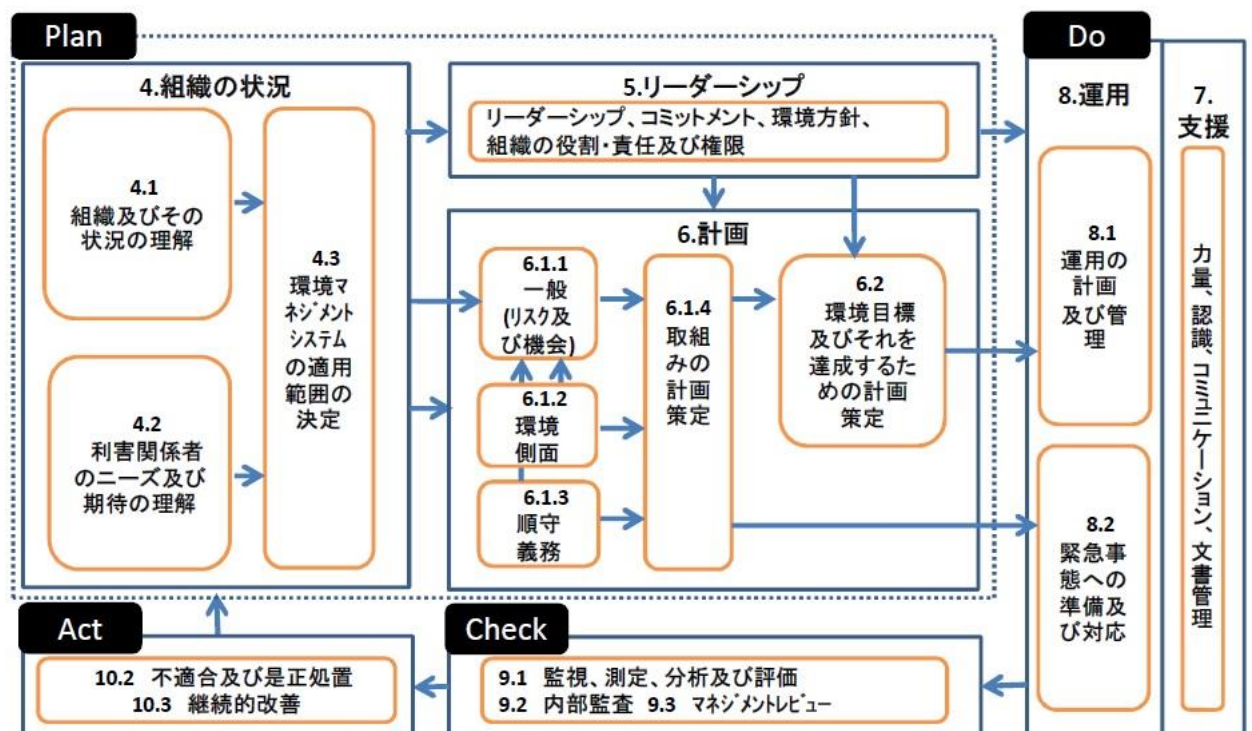 Plan
4.組織の状況
4.1
組織及びその
状況の理解
4.2
利害関係者
のニーズ及び
期待の理解
4.3
環境マ
ネジメント
システム
の適用
範囲の
決定
5.リーダーシップ
リーダーシップ、コミットメント、環境方針、
組織の役割・責任及び権限
6.計画
6.1.1
一般
(リスク及
び機会)
6.1.2
環境
側面
6.1.3
順守
義務
6.1.4
取組
みの
計画
策定
6.2
環境目標
及びそれを
達成するた
めの計画
策定
Do
8.運用
8.1
運用の
計画
及び管
理
8.2
緊急事
態への
準備及
び対応
7.
支援
力量、認識、コミュニケーション、文書管理
Act
10.2 不適合及び是正処置
10.3 継続的改善
Check
9.1 監視、測定、分析及び評価
9.2 内部監査 9.3 マネジメントレビュー